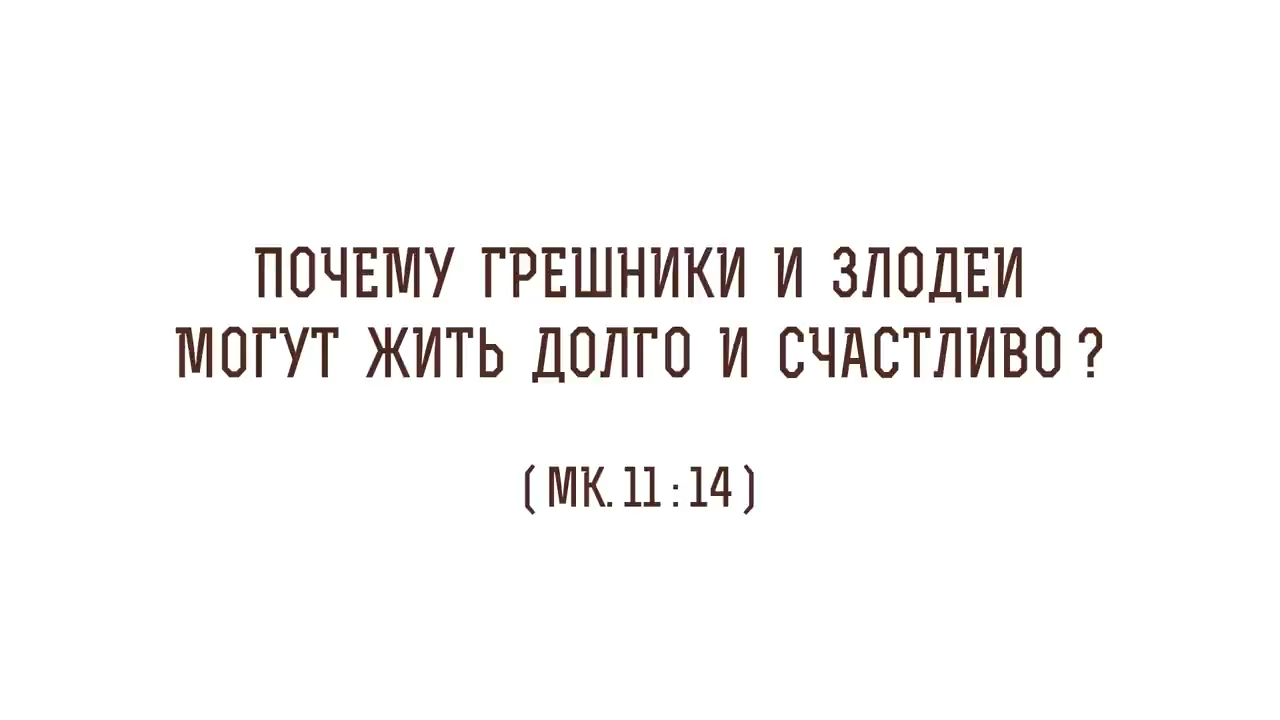 ПОЧЕМУ ГРЕШНИКИ И ЗЛОДЕИ
МОГУТ ЖИТЬ ДОЛГО И СЧАСТЛИВО?
(МК. 11:14)